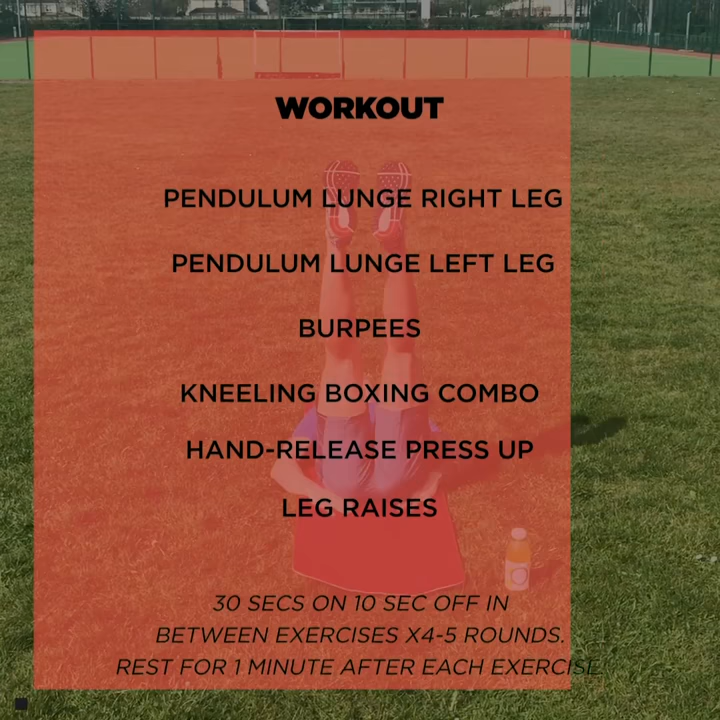 WORKOUT
PENDULUM LUNGE RIGHT LEG
PENDULUM LUNGE LEFT LEG
BURPEES
KNEELING BOXING COMBO
HAND-RELEASE PRESS UP
LEG RAISES
30 SECS ON 10 SEC OFF IN
BETWEEN EXERCISES X4-5 ROUNDS.
REST FOR 1 MINUTE AFTER EACH EXERCISE.